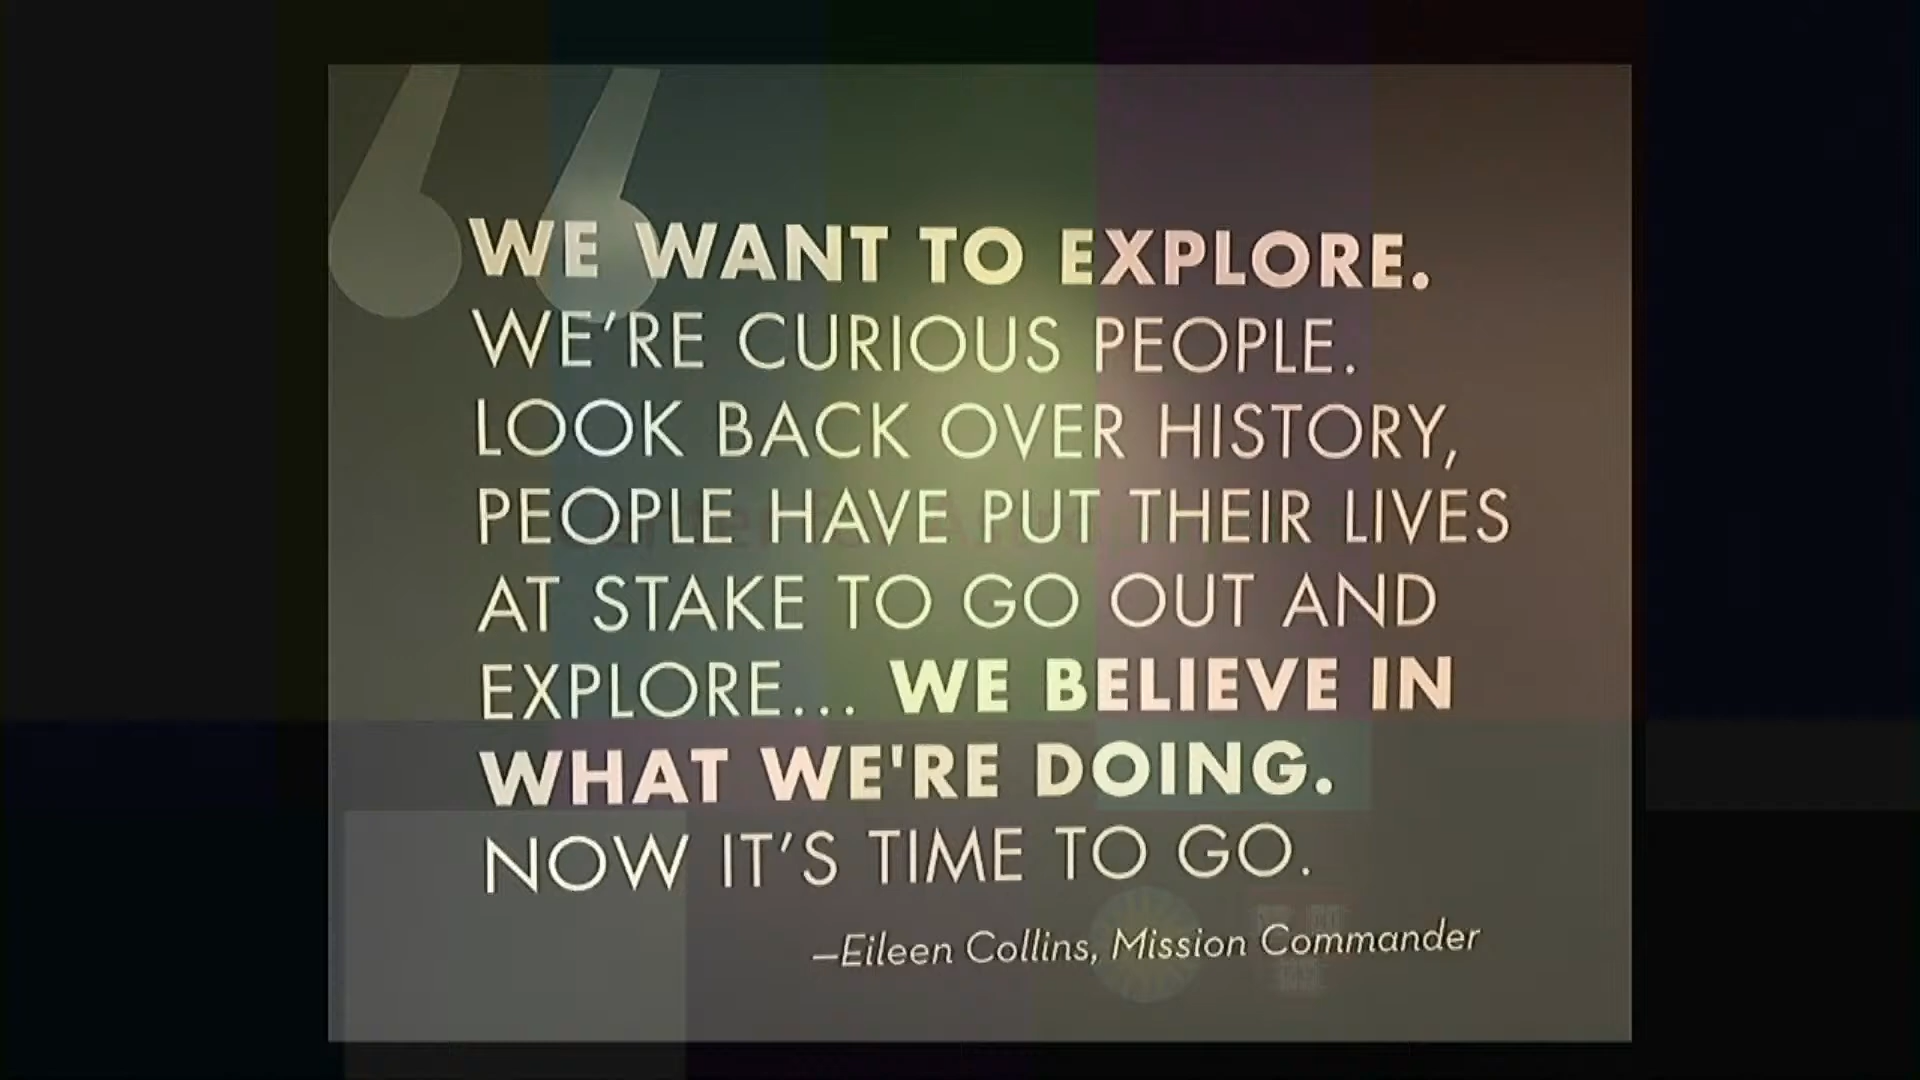 WE WANT TO EXPLORE.
WE’RE CURIOUS PEOPLE.
LOOK BACK OVER HISTORY,
PEOPLE HAVE PUT THEIR LIVES
AT STAKE TO GO OUT AND
EXPLORE... WE BELIEVE IN
WHAT WE'RE DOING.
NOW IT’S TIME TO GO.
–Eileen Collins, Mission Commander